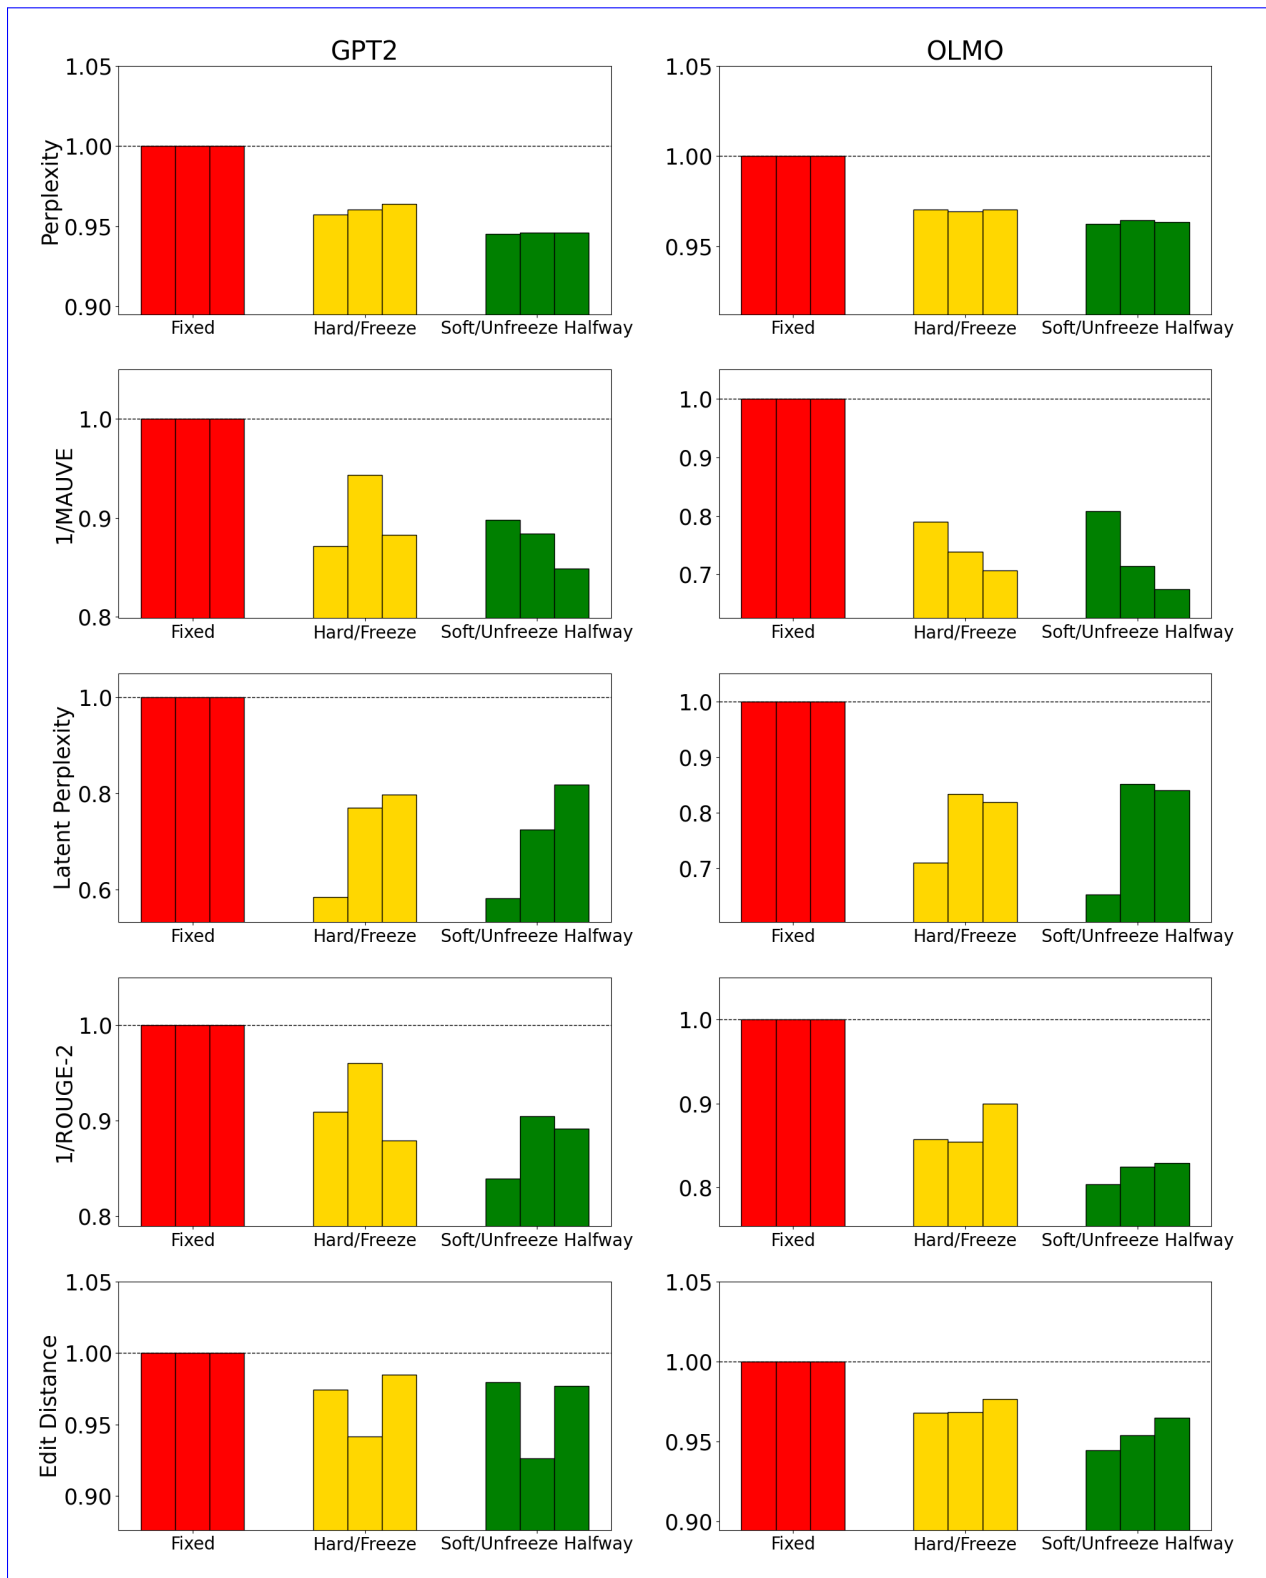 GPT2
OLMO
Perplexity
1.05
1.00
0.95
0.90
Fixed
Hard/Freeze
Soft/Unfreeze Halfway
1.05
1.00
0.95
Fixed
Hard/Freeze
Soft/Unfreeze Halfway
1/MAUVE
1.0
0.9
0.8
Fixed
Hard/Freeze
Soft/Unfreeze Halfway
1.0
0.9
0.8
0.7
Fixed
Hard/Freeze
Soft/Unfreeze Halfway
Latent Perplexity
1.0
0.8
0.6
Fixed
Hard/Freeze
Soft/Unfreeze Halfway
1.0
0.9
0.8
0.7
Fixed
Hard/Freeze
Soft/Unfreeze Halfway
1/ROUGE-2
1.0
0.9
0.8
Fixed
Hard/Freeze
Soft/Unfreeze Halfway
1.0
0.9
0.8
Fixed
Hard/Freeze
Soft/Unfreeze Halfway
Edit Distance
1.05
1.00
0.95
0.90
Fixed
Hard/Freeze
Soft/Unfreeze Halfway
1.05
1.00
0.95
0.90
Fixed
Hard/Freeze
Soft/Unfreeze Halfway